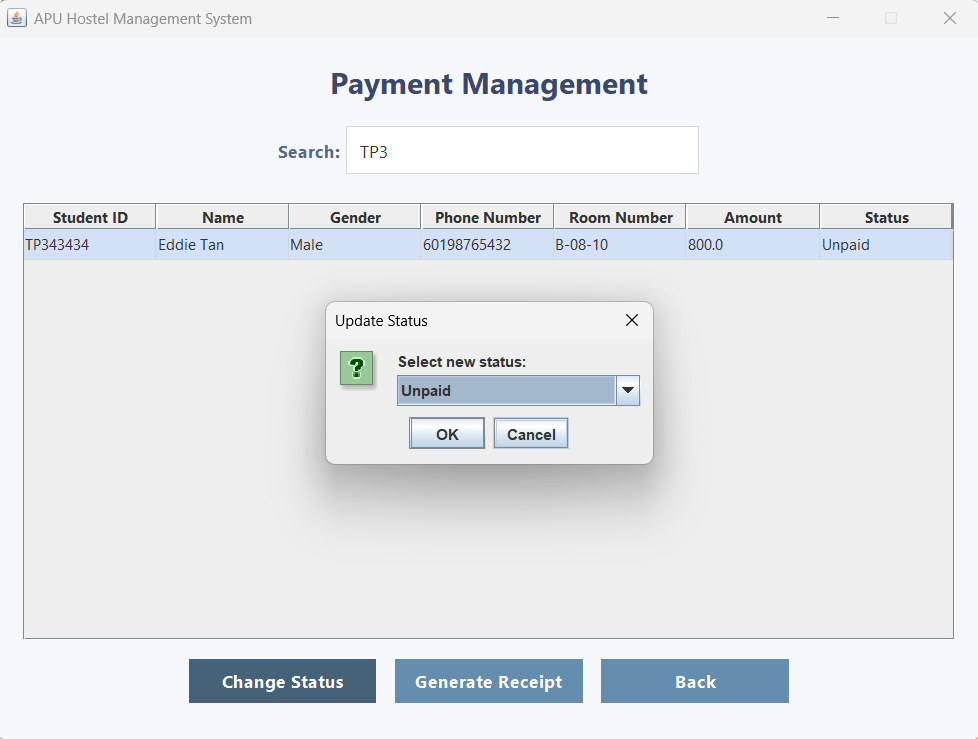 APU Hostel Management System
Payment Management
Search: TP3
Student ID Name Gender Phone Number Room Number Amount Status
TP343434 Eddie Tan Male 60198765432 B-08-10 800.0 Unpaid
Update Status
?
Select new status:
Unpaid
OK Cancel
Change Status Generate Receipt Back